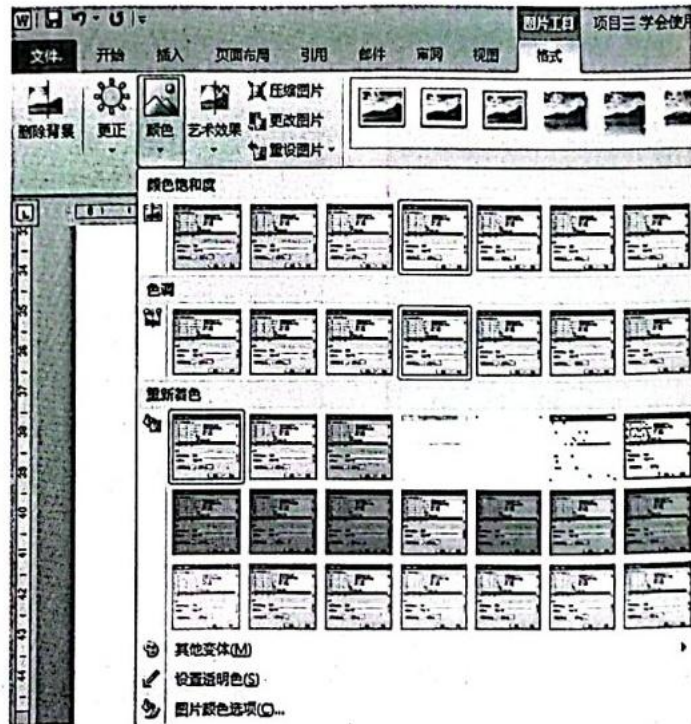 图片工具 项目三 学会使用
文件 开始 插入 页面布局 引用 邮件 审阅 视图 格式
删除背景 更正 颜色 艺术效果
压缩图片
更改图片
重设图片
颜色饱和度
色调
重新着色
其他变体(M)
设置透明色(S)
图片颜色选项(C)...